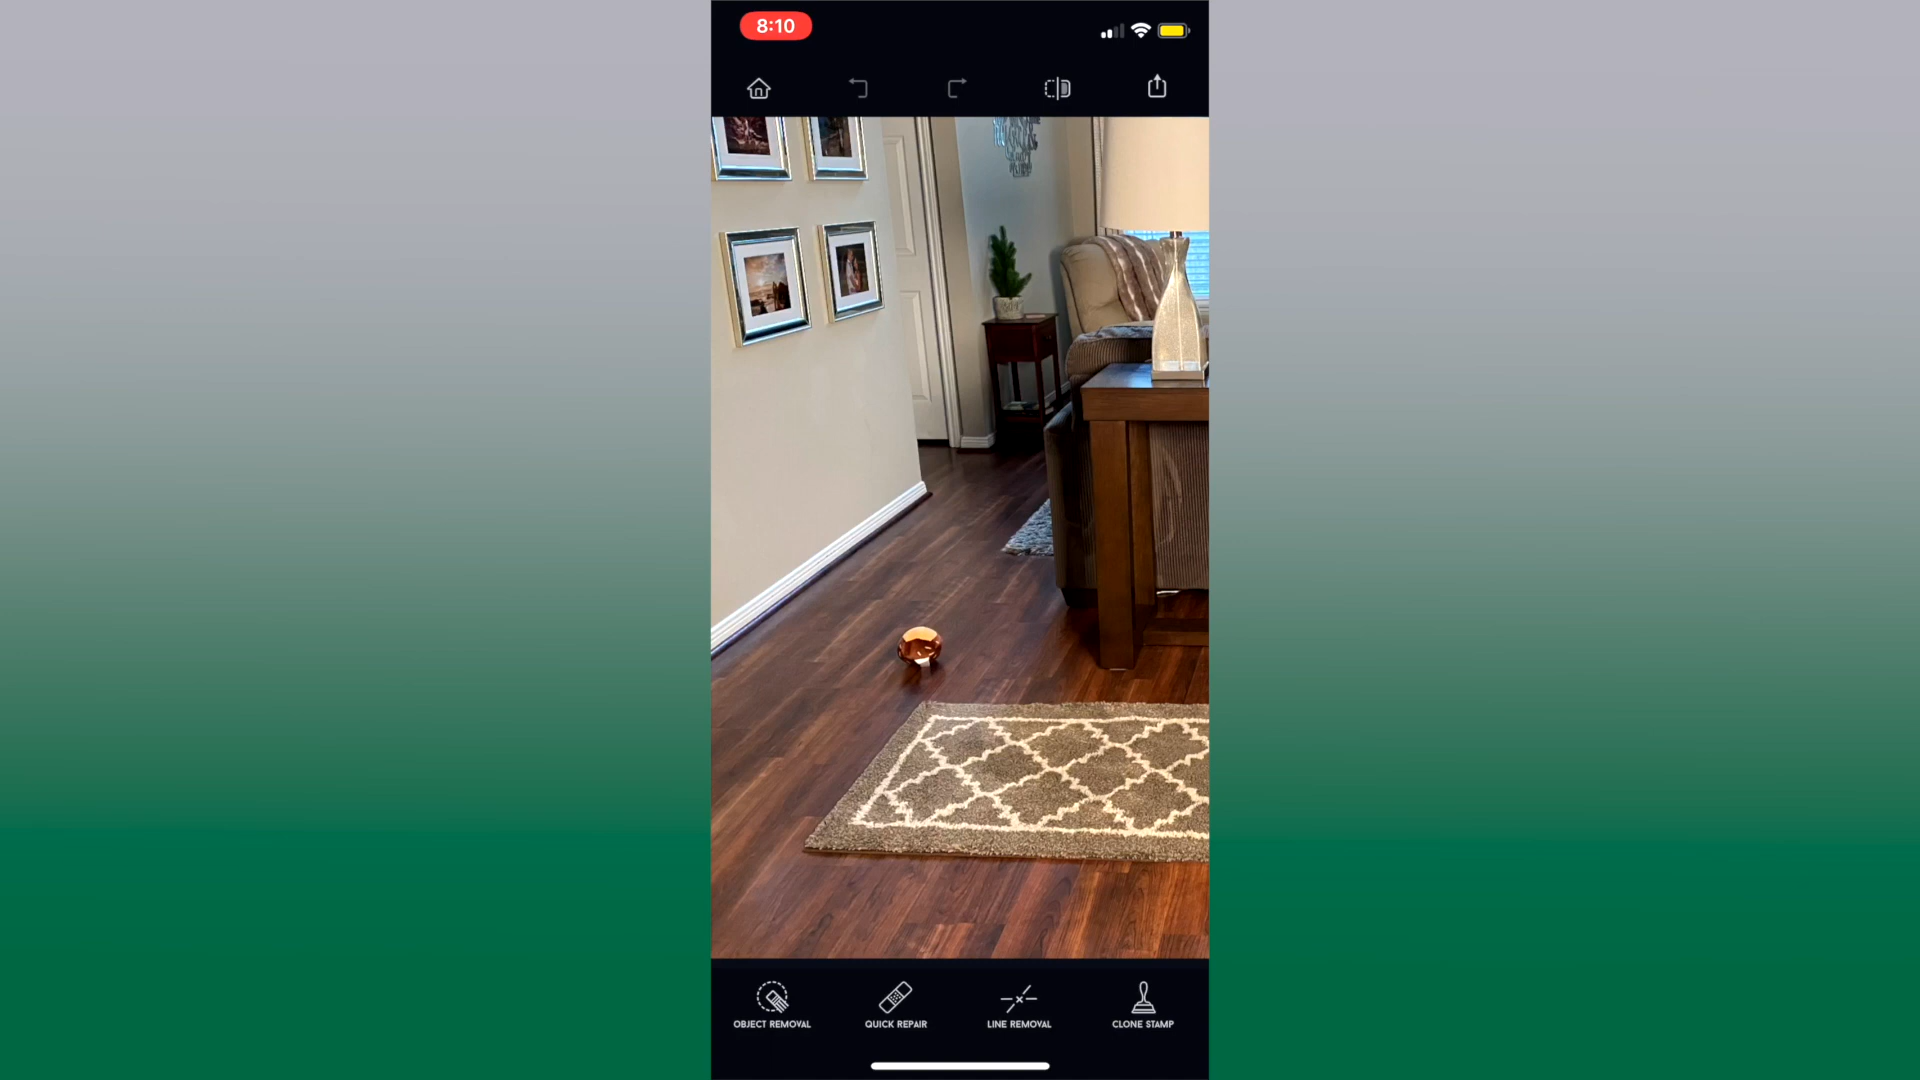 8:10
OBJECT REMOVAL
QUICK REPAIR
LINE REMOVAL
CLONE STAMP